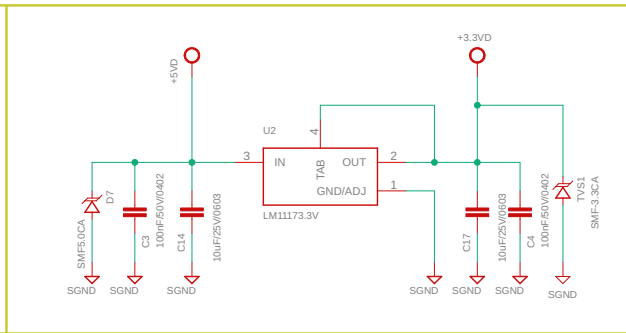 +3.3VD
+5VD
U2
4
3
IN
TAB
OUT
2
GND/ADJ
1
LM11173.3V
D7
SMF5.0CA
C3
100nF/50V/0402
C14
10uF/25V/0603
C17
10uF/25V/0603
C4
100nF/50V/0402
TVS1
SMF-3.3CA
SGND
SGND
SGND
SGND
SGND
SGND
SGND